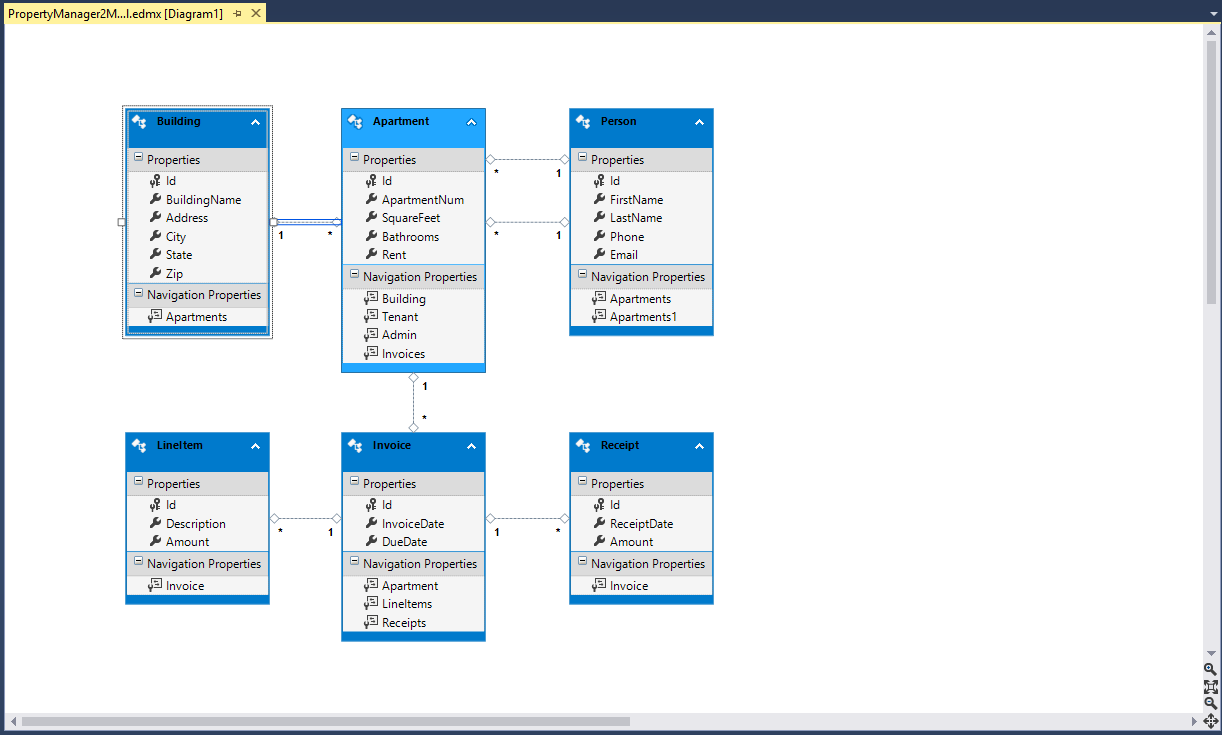 PropertyManager2M...l.edmx [Diagram1]
Building
Properties
Id
BuildingName
Address
City
State
Zip
Navigation Properties
Apartments
1
*
Apartment
Properties
Id
ApartmentNum
SquareFeet
Bathrooms
Rent
Navigation Properties
Building
Tenant
Admin
Invoices
*
1
*
1
Person
Properties
Id
FirstName
LastName
Phone
Email
Navigation Properties
Apartments
Apartments1
1
*
LineItem
Properties
Id
Description
Amount
Navigation Properties
Invoice
*
1
Invoice
Properties
Id
InvoiceDate
DueDate
Navigation Properties
Apartment
LineItems
Receipts
1
*
Receipt
Properties
Id
ReceiptDate
Amount
Navigation Properties
Invoice